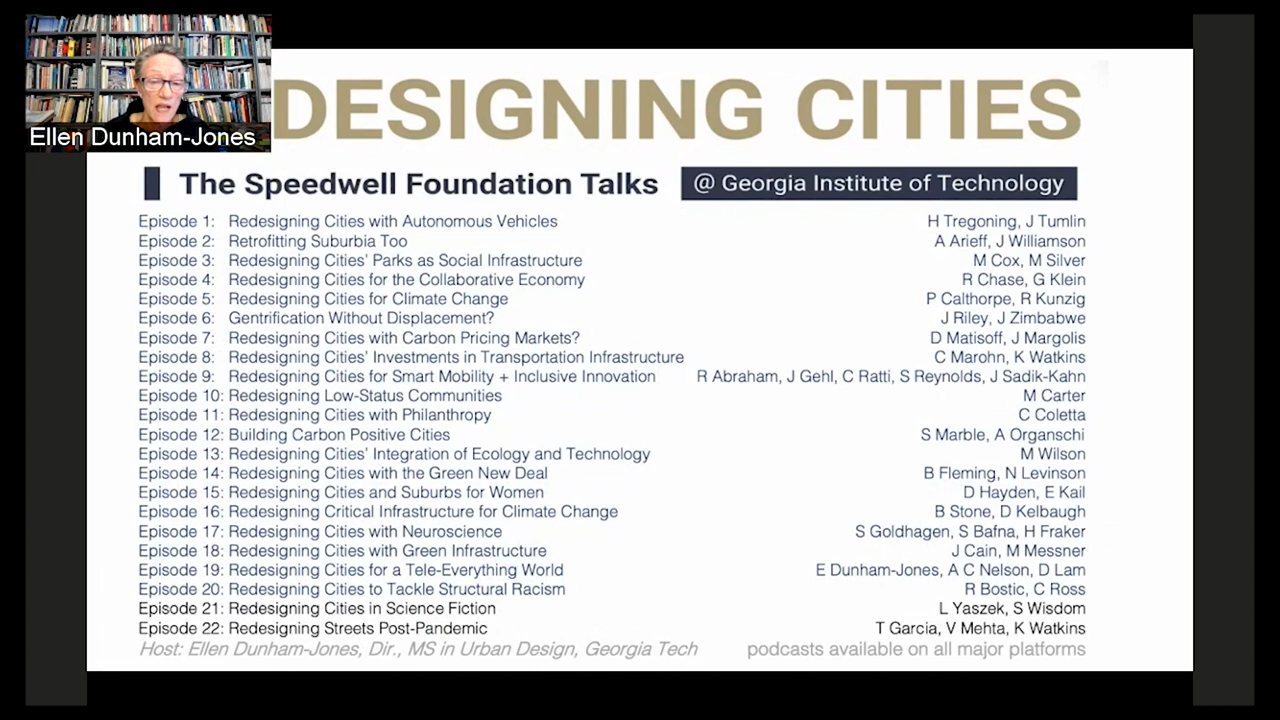 DESIGNING CITIES
Ellen Dunham-Jones
The Speedwell Foundation Talks @ Georgia Institute of Technology
Episode 1: Redesigning Cities with Autonomous Vehicles H Tregoning, J Tumlin
Episode 2: Retrofitting Suburbia Too A Arieff, J Williamson
Episode 3: Redesigning Cities' Parks as Social Infrastructure M Cox, M Silver
Episode 4: Redesigning Cities for the Collaborative Economy R Chase, G Klein
Episode 5: Redesigning Cities for Climate Change P Calthorpe, R Kunzig
Episode 6: Gentrification Without Displacement? J Riley, J Zimbabwe
Episode 7: Redesigning Cities with Carbon Pricing Markets? D Matisoff, J Margolis
Episode 8: Redesigning Cities' Investments in Transportation Infrastructure C Marohn, K Watkins
Episode 9: Redesigning Cities for Smart Mobility + Inclusive Innovation R Abraham, J Gehl, C Ratti, S Reynolds, J Sadik-Kahn
Episode 10: Redesigning Low-Status Communities M Carter
Episode 11: Redesigning Cities with Philanthropy C Coletta
Episode 12: Building Carbon Positive Cities S Marble, A Organschi
Episode 13: Redesigning Cities' Integration of Ecology and Technology M Wilson
Episode 14: Redesigning Cities with the Green New Deal B Fleming, N Levinson
Episode 15: Redesigning Cities and Suburbs for Women D Hayden, E Kail
Episode 16: Redesigning Critical Infrastructure for Climate Change B Stone, D Kelbaugh
Episode 17: Redesigning Cities with Neuroscience S Goldhagen, S Bafna, H Fraker
Episode 18: Redesigning Cities with Green Infrastructure J Cain, M Messner
Episode 19: Redesigning Cities for a Tele-Everything World E Dunham-Jones, A C Nelson, D Lam
Episode 20: Redesigning Cities to Tackle Structural Racism R Bostic, C Ross
Episode 21: Redesigning Cities in Science Fiction L Yaszek, S Wisdom
Episode 22: Redesigning Streets Post-Pandemic T Garcia, V Mehta, K Watkins
Host: Ellen Dunham-Jones, Dir., MS in Urban Design, Georgia Tech podcasts available on all major platforms